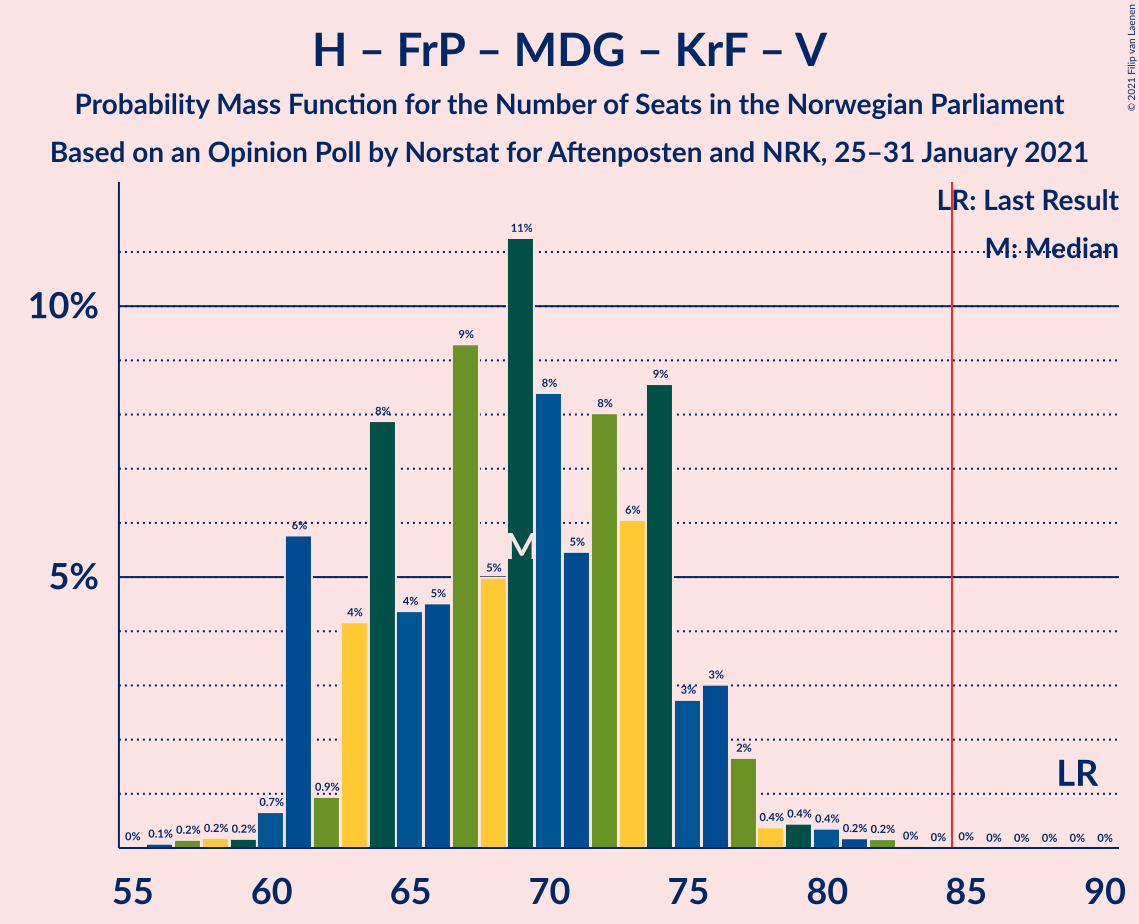 H – FrP – MDG – KrF – V
Probability Mass Function for the Number of Seats in the Norwegian Parliament
Based on an Opinion Poll by Norstat for Aftenposten and NRK, 25–31 January 2021
© 2021 Filip van Laenen
LR: Last Result
M: Median
10%
5%
0% 0.1% 0.2% 0.2% 0.2% 0.7% 6% 0.9% 4% 8% 4% 5% 9% 5% 11% 8% 5% 8% 6% 9% 3% 3% 2% 0.4% 0.4% 0.4% 0.2% 0.2% 0% 0% 0% 0% 0% 0% 0% 0%
M
LR
55 60 65 70 75 80 85 90